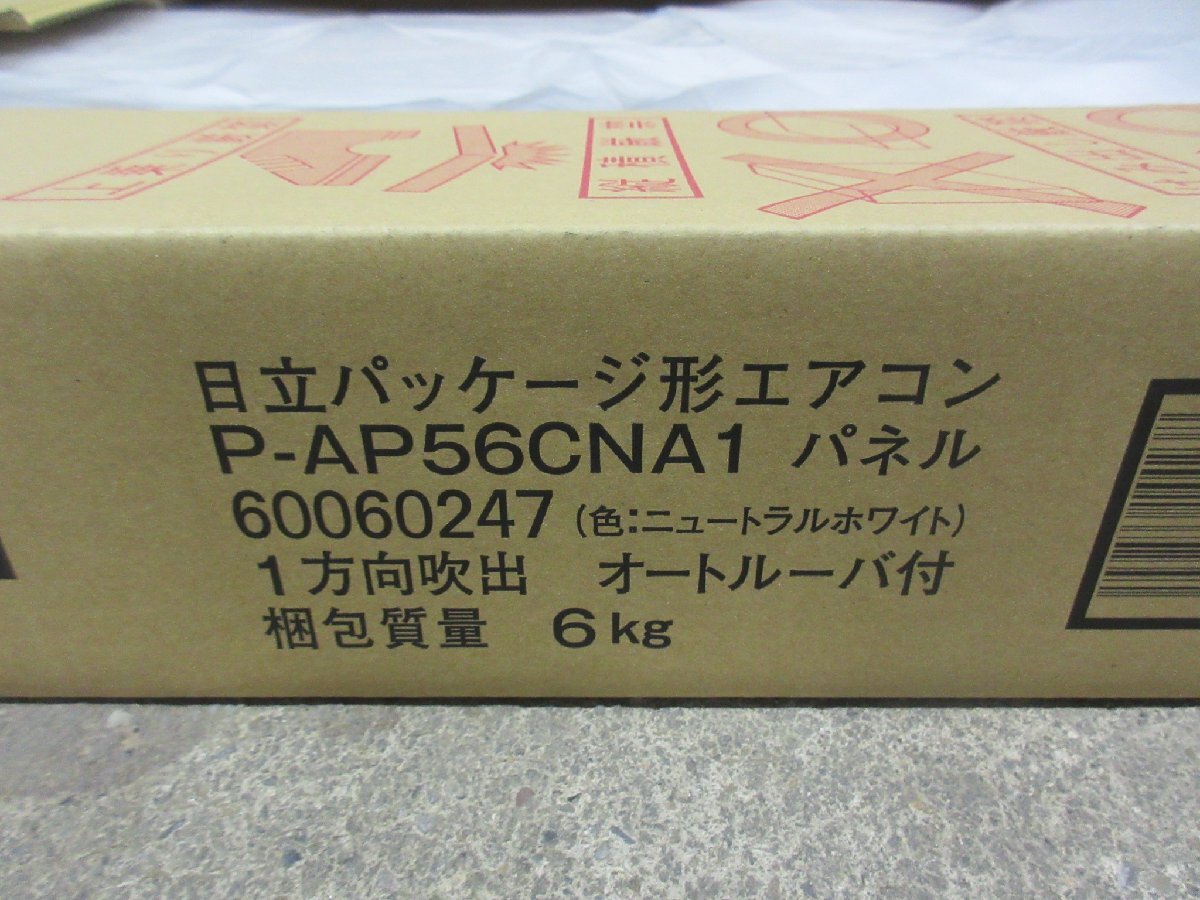 日立パッケージ形エアコン
P-AP56CNA1 パネル
60060247 (色:ニュートラルホワイト)
1方向吹出 オートルーバ付
梱包質量 6kg